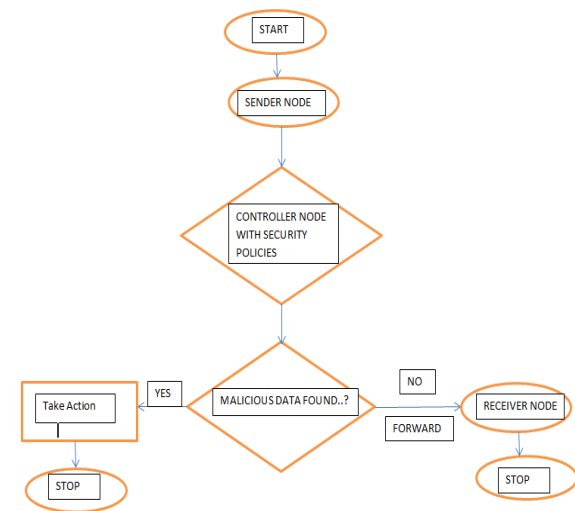 START
SENDER NODE
CONTROLLER NODE
WITH SECURITY
POLICIES
MALICIOUS DATA FOUND..?
YES
NO
FORWARD
Take Action
RECEIVER NODE
STOP
STOP